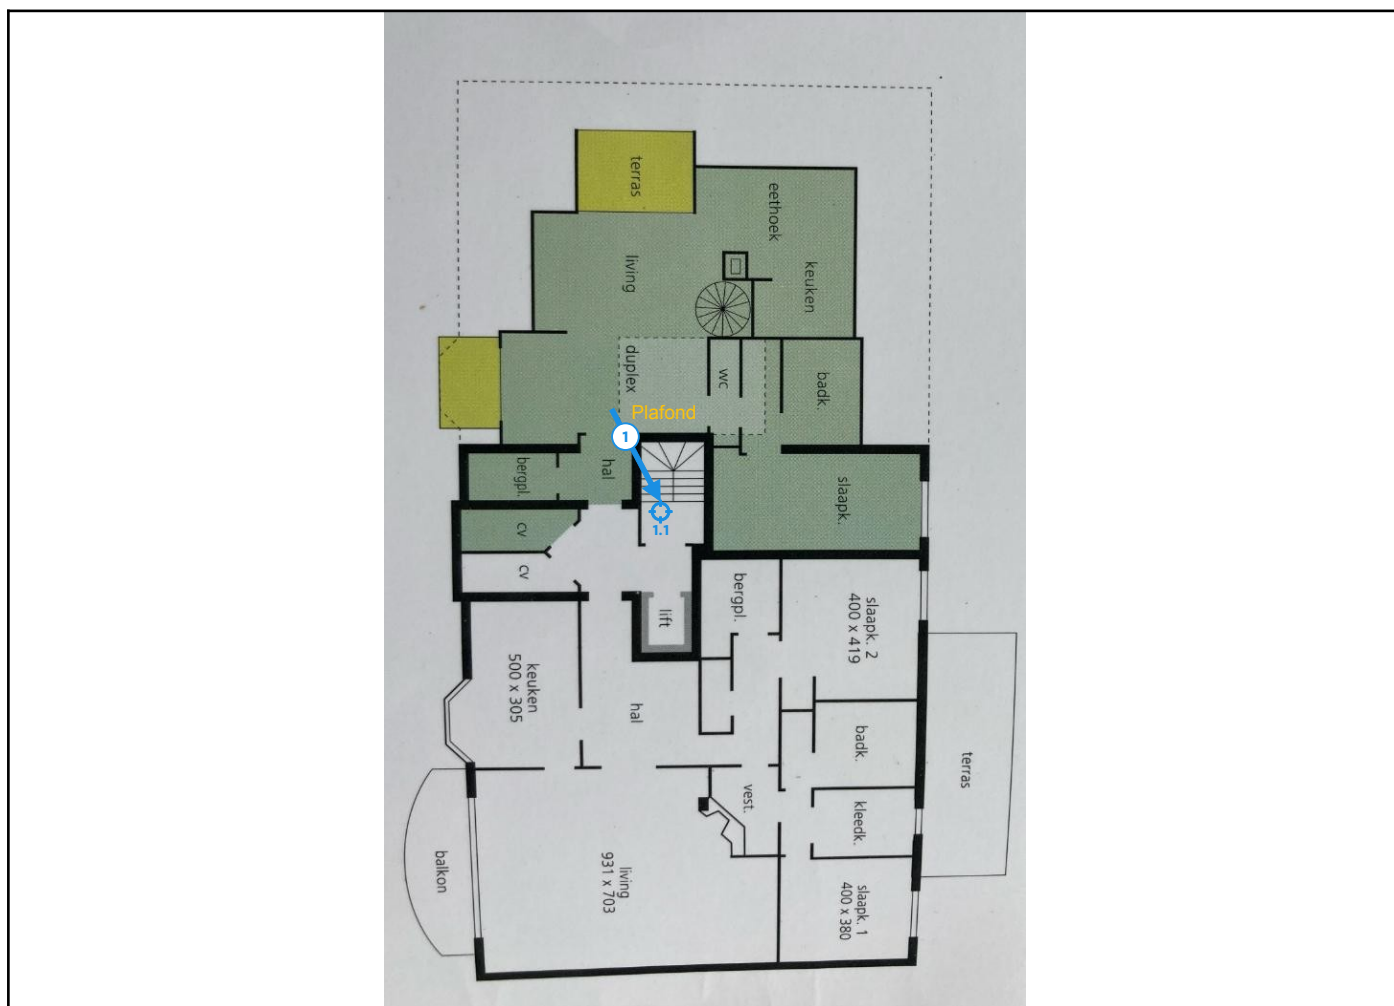 terras
eethoek
living
keuken
duplex
wc
badk.
Plafond
1
bergpl.
hal
slaapk.
1.1
cv
cv
bergpl.
slaapk. 2
400 x 419
lift
keuken
500 x 305
hal
badk.
terras
vest.
kleedk.
balkon
living
931 x 703
slaapk. 1
400 x 380